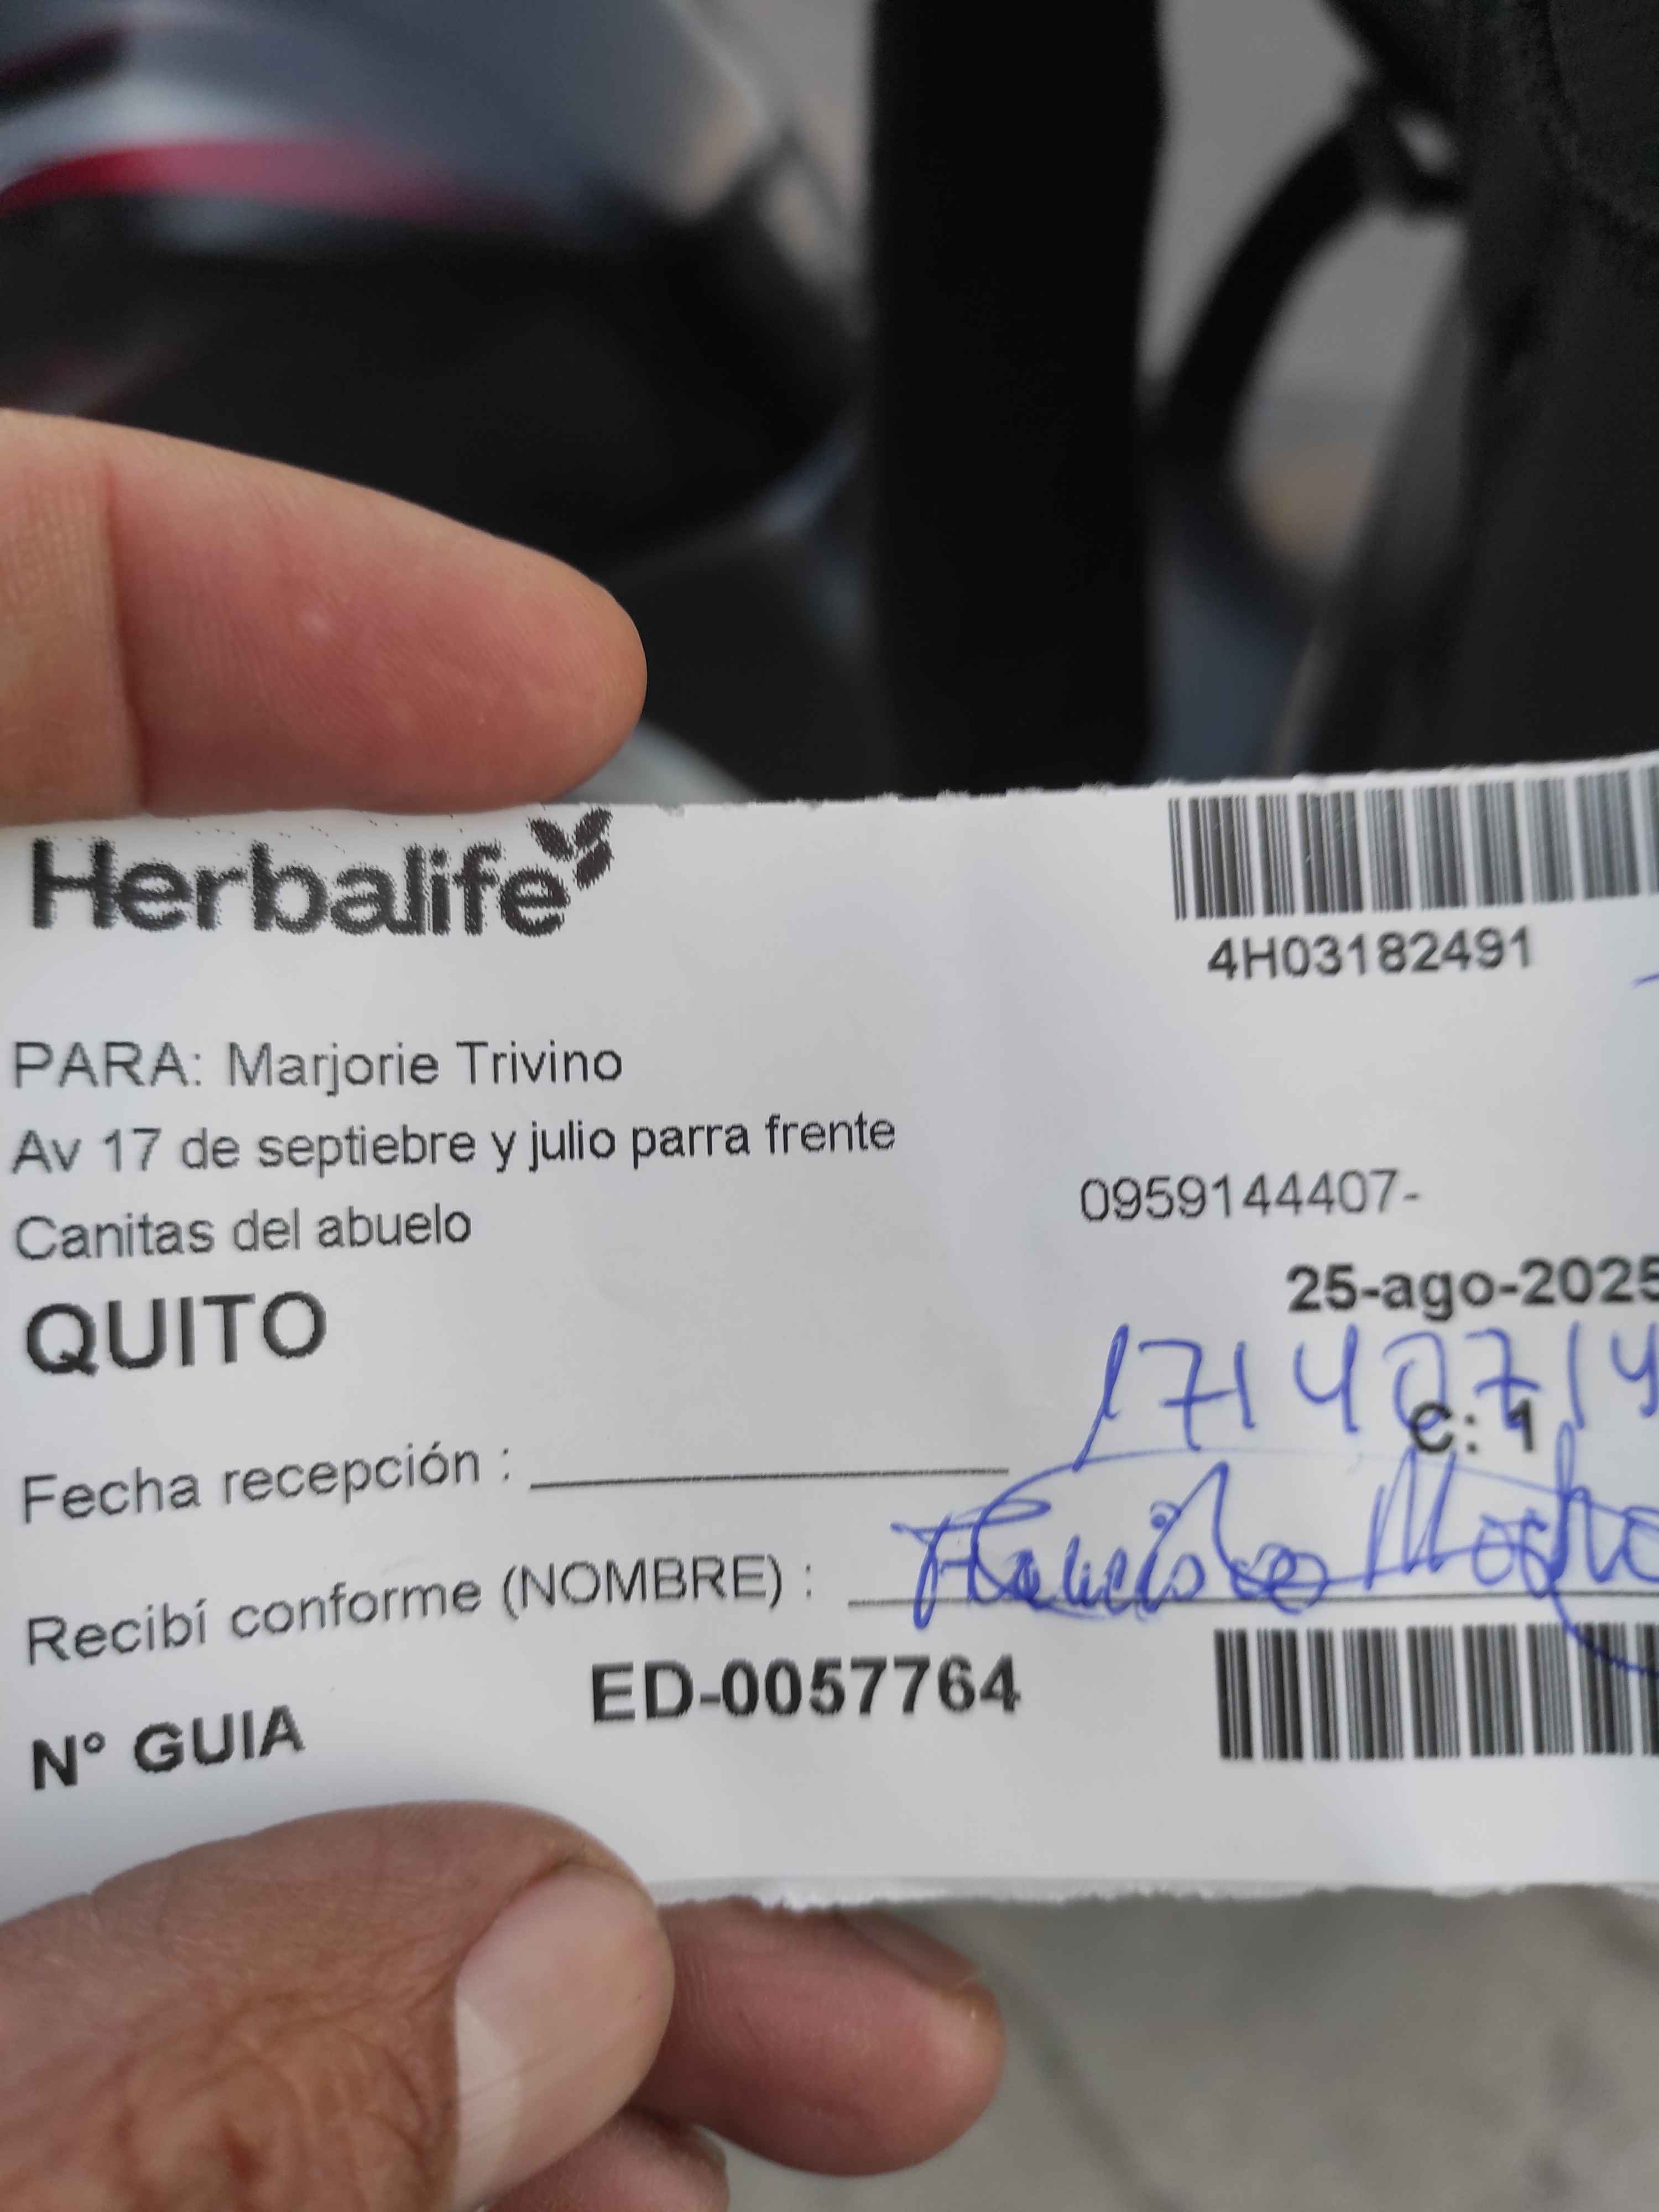 Herbalife
4H03182491
PARA: Marjorie Trivino
Av 17 de septiebre y julio parra frente
Canitas del abuelo
0959144407-
QUITO
25-ago-2025
C: 1
Fecha recepción :
Recibí conforme (NOMBRE) :
N° GUIA ED-0057764